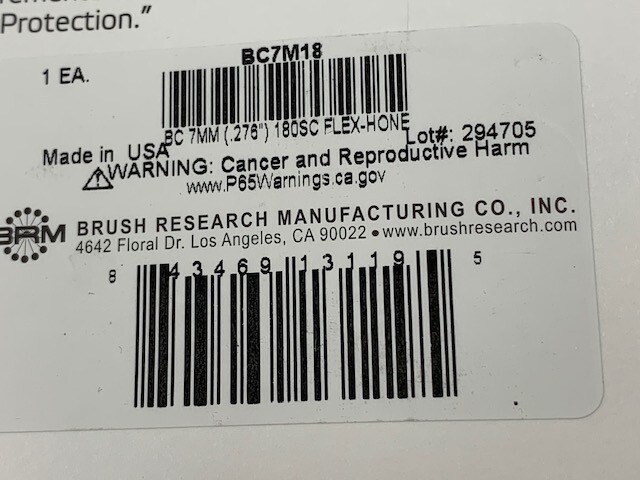 Protection."
BC7M18
1 EA.
BC 7MM (.276") 180SC FLEX-HONE
Lot#: 294705
Made in USA
WARNING: Cancer and Reproductive Harm
www.P65Warnings.ca.gov
BRM
BRUSH RESEARCH MANUFACTURING CO., INC.
4642 Floral Dr. Los Angeles, CA 90022 • www.brushresearch.com
8 43469 13119 5